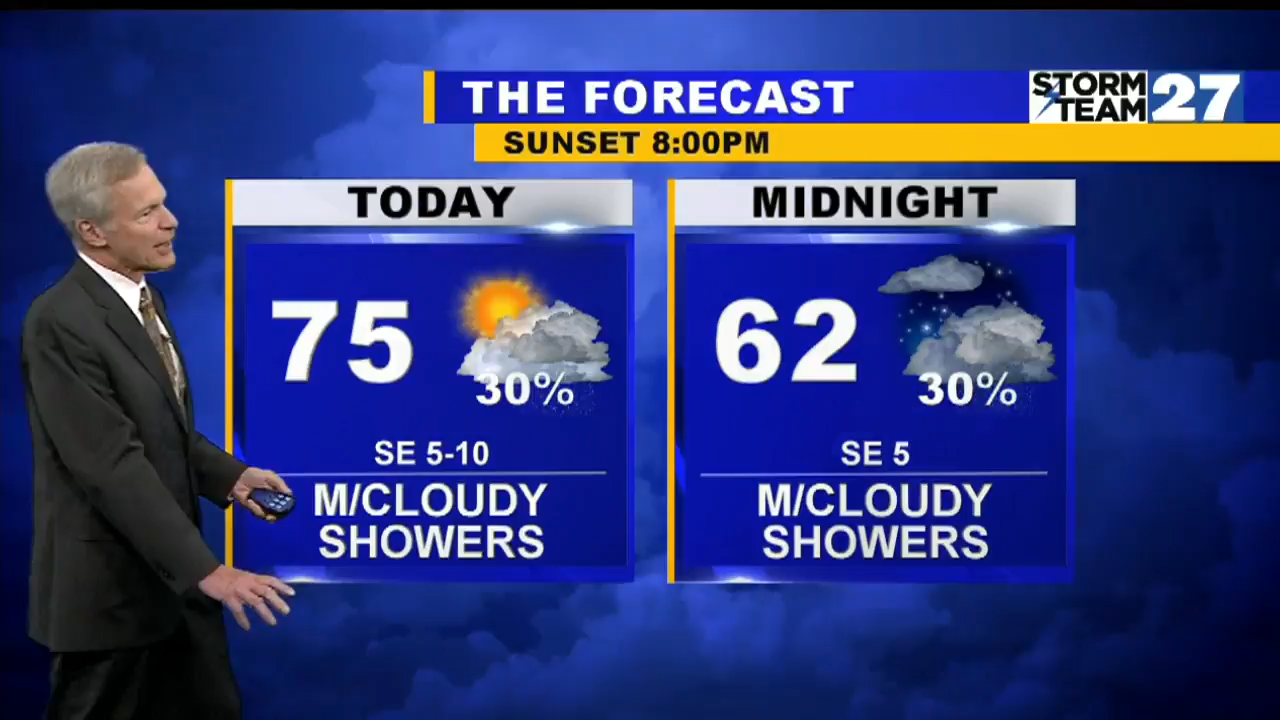 THE FORECAST
STORM TEAM 27
SUNSET 8:00PM
TODAY
75
30%
SE 5-10
M/CLOUDY
SHOWERS
MIDNIGHT
62
30%
SE 5
M/CLOUDY
SHOWERS